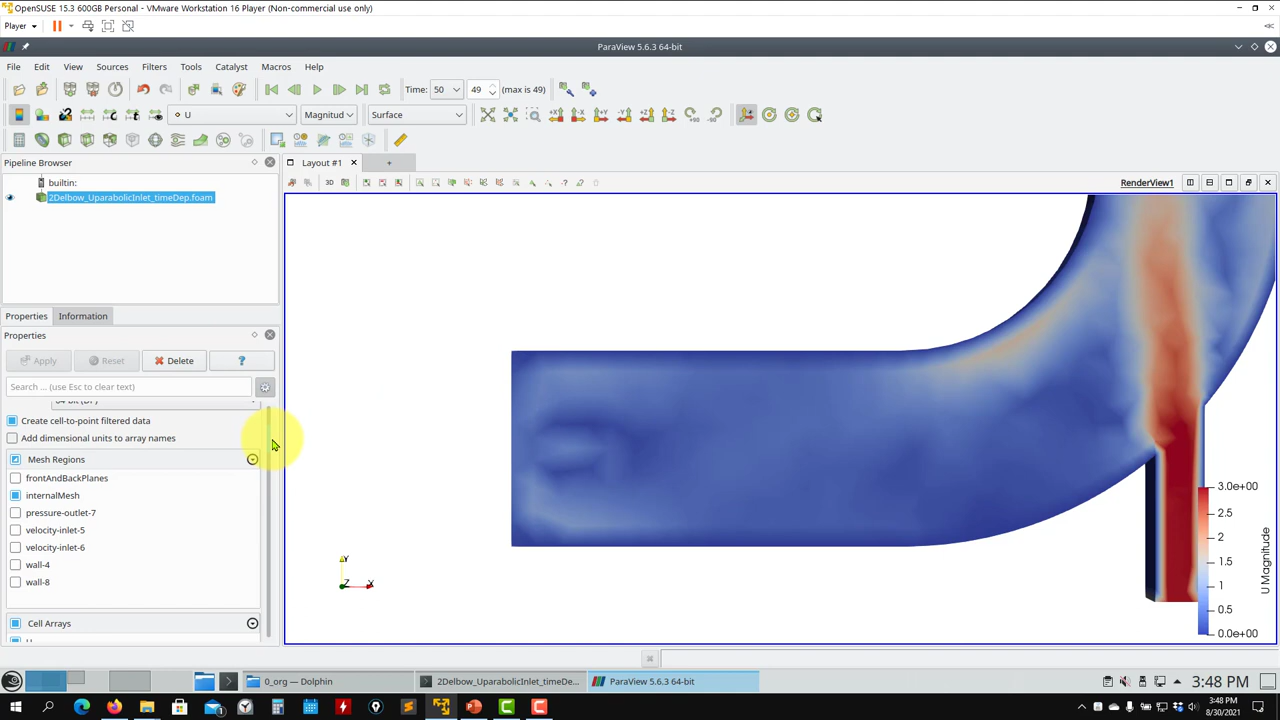 OpenSUSE 15.3 600GB Personal - VMware Workstation 16 Player (Non-commercial use only)
Player
ParaView 5.6.3 64-bit
File Edit View Sources Filters Tools Catalyst Macros Help
Time: 50 49 (max is 49)
U Magnitud Surface
Pipeline Browser
Layout #1
builtin:
3D
RenderView1
2Delbow_UparabolicInlet_timeDep.foam
Properties Information
Properties
Apply Reset Delete ?
Search ... (use Esc to clear text)
64-bit (DP)
Create cell-to-point filtered data
Add dimensional units to array names
Mesh Regions
frontAndBackPlanes
internalMesh
pressure-outlet-7
velocity-inlet-5
velocity-inlet-6
wall-4
wall-8
Cell Arrays
U
Y
Z X
3.0e+00
2.5
2
1.5
1
0.5
0.0e+00
U Magnitude
0_org — Dolphin
2Delbow_UparabolicInlet_timeDe...
ParaView 5.6.3 64-bit
3:48 PM
3:48 PM
8/30/2021